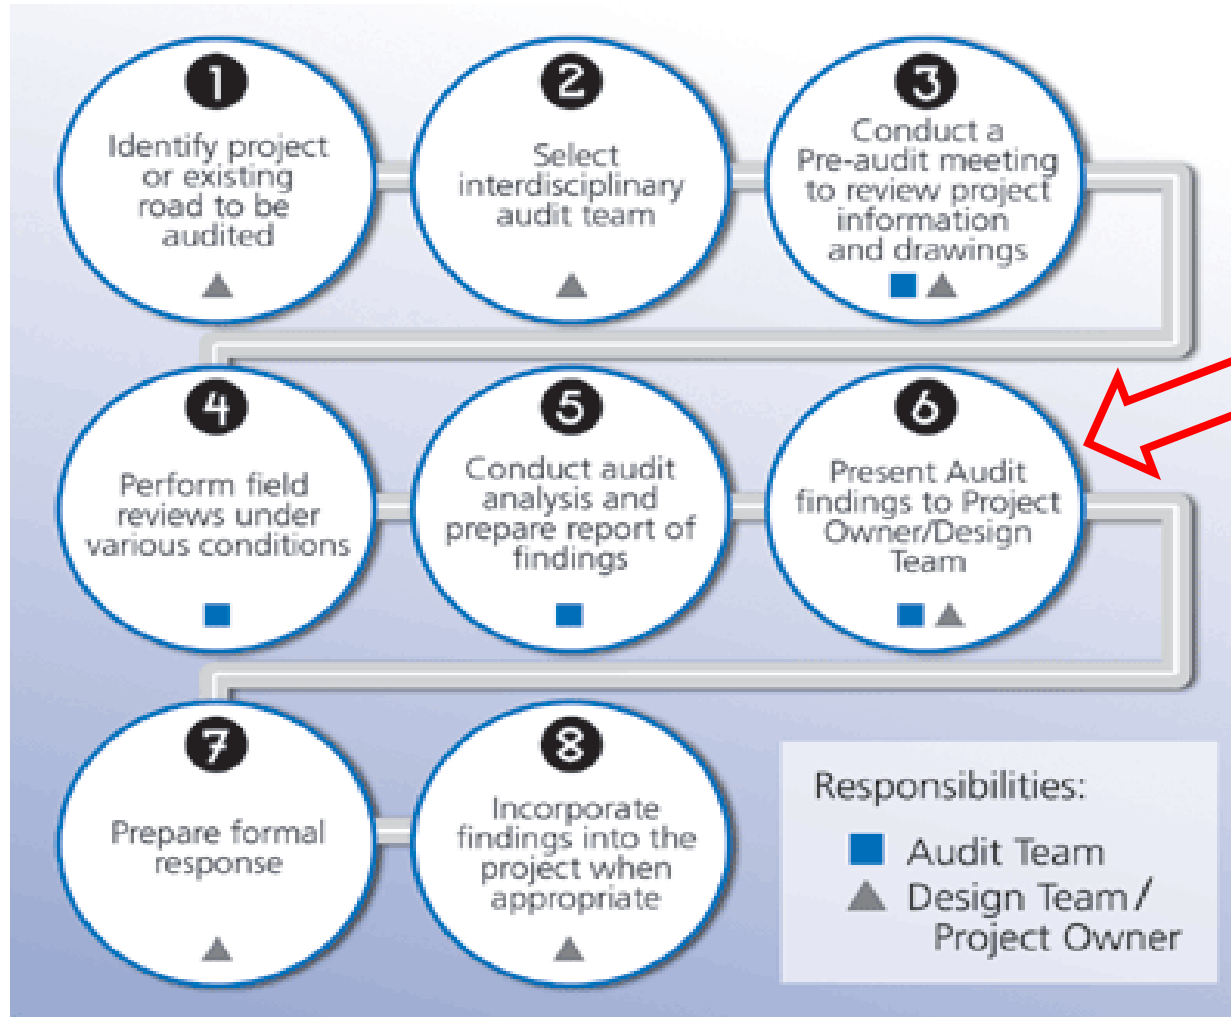 1
Identify project
or existing
road to be
audited
2
Select
interdisciplinary
audit team
3
Conduct a
Pre-audit meeting
to review project
information
and drawings
4
Perform field
reviews under
various conditions
5
Conduct audit
analysis and
prepare report of
findings
6
Present Audit
findings to Project
Owner/Design
Team
7
Prepare formal
response
8
Incorporate
findings into the
project when
appropriate
Responsibilities:
Audit Team
Design Team/
Project Owner